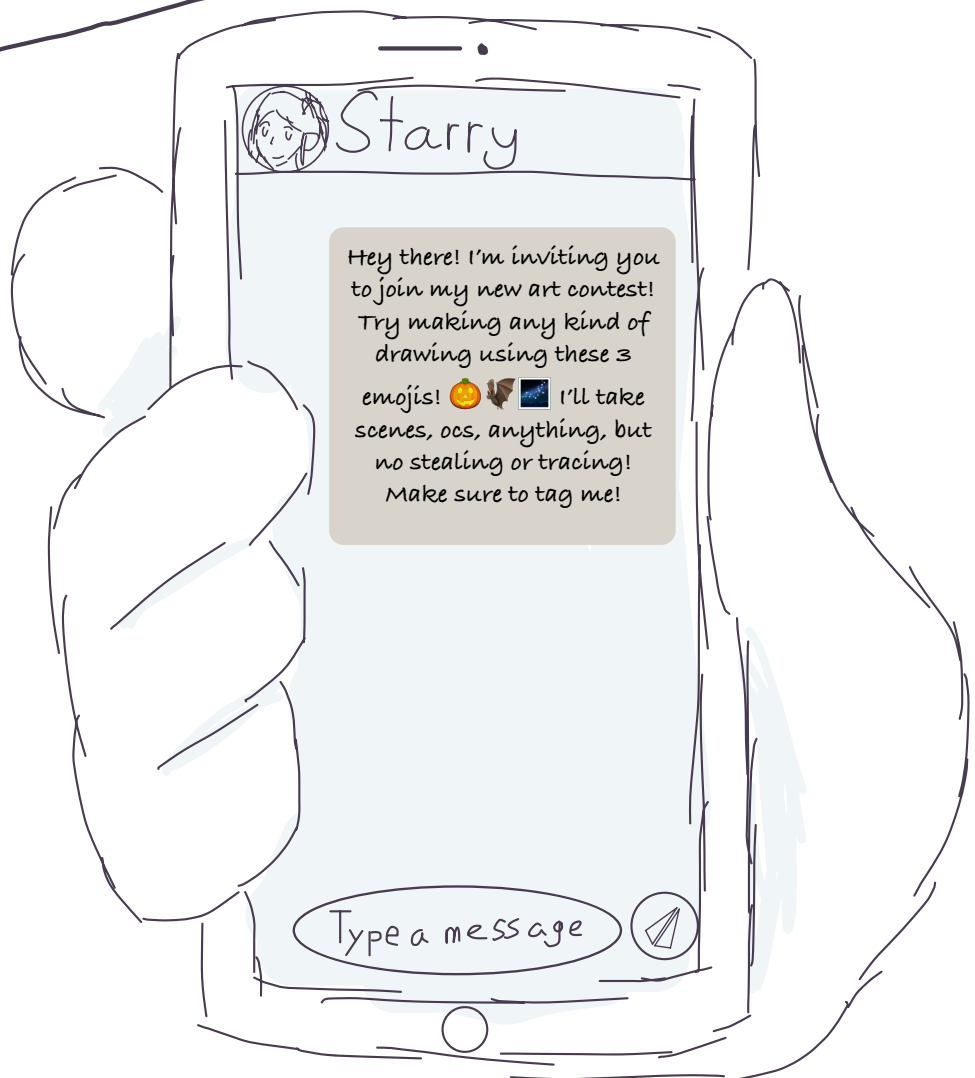 Starry
Hey there! I'm inviting you
to join my new art contest!
Try making any kind of
drawing using these 3
emojis! 🎃🦇🌌 I'll take
scenes, ocs, anything, but
no stealing or tracing!
Make sure to tag me!
Type a message